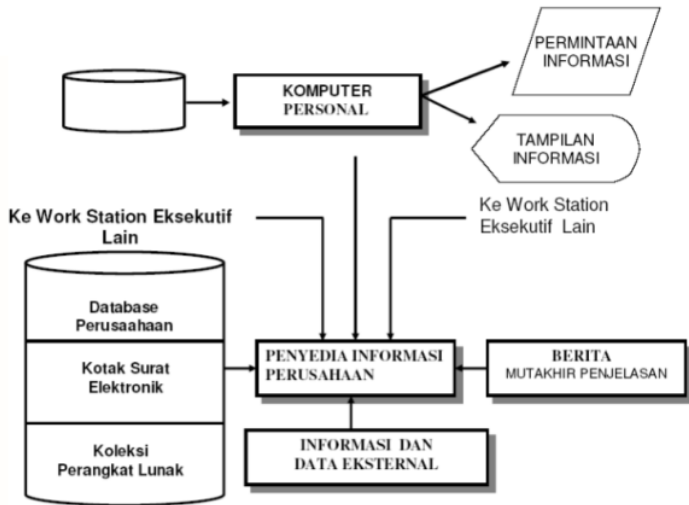 PERMINTAAN
INFORMASI
KOMPUTER
PERSONAL
TAMPILAN
INFORMASI
Ke Work Station Eksekutif
Lain
Ke Work Station
Eksekutif Lain
Database
Perusaahaan
Kotak Surat
Elektronik
Koleksi
Perangkat Lunak
PENYEDIA INFORMASI
PERUSAHAAN
BERITA
MUTAKHIR PENJELASAN
INFORMASI DAN
DATA EKSTERNAL